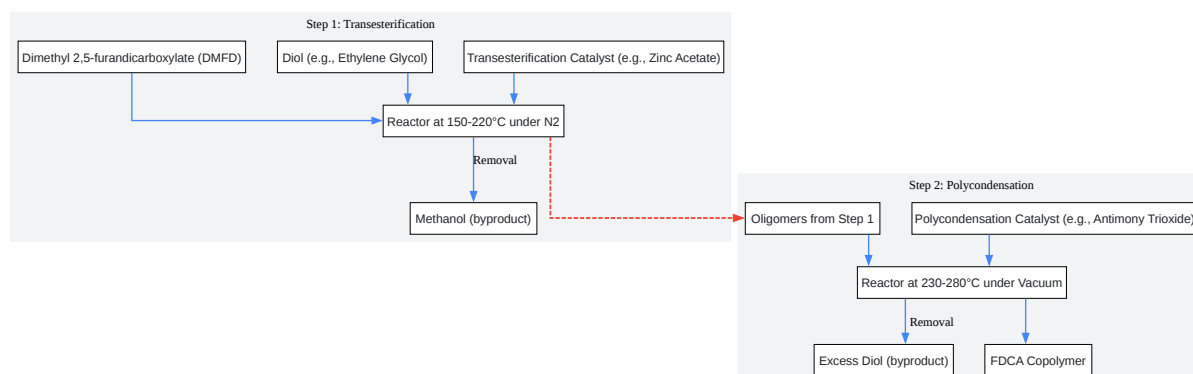 Step 1: Transesterification
Dimethyl 2,5-furandicarboxylate (DMFD)
Diol (e.g., Ethylene Glycol)
Transesterification Catalyst (e.g., Zinc Acetate)
Reactor at 150-220°C under N2
Removal
Methanol (byproduct)
Step 2: Polycondensation
Oligomers from Step 1
Polycondensation Catalyst (e.g., Antimony Trioxide)
Reactor at 230-280°C under Vacuum
Removal
Excess Diol (byproduct)
FDCA Copolymer